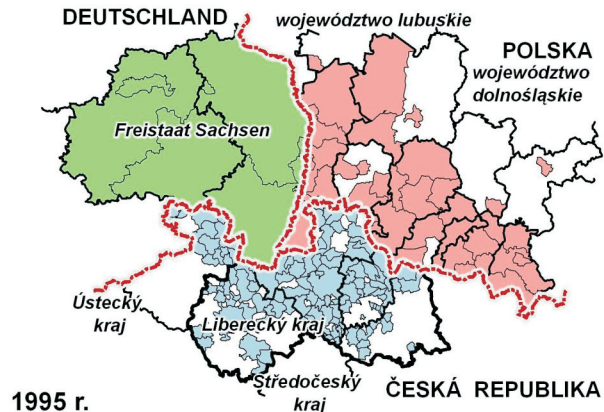 DEUTSCHLAND
województwo lubuskie
POLSKA
województwo
dolnośląskie
Freistaat Sachsen
Ústecký
kraj
Liberecký kraj
Středočeský
kraj
ČESKÁ REPUBLIKA
1995 r.